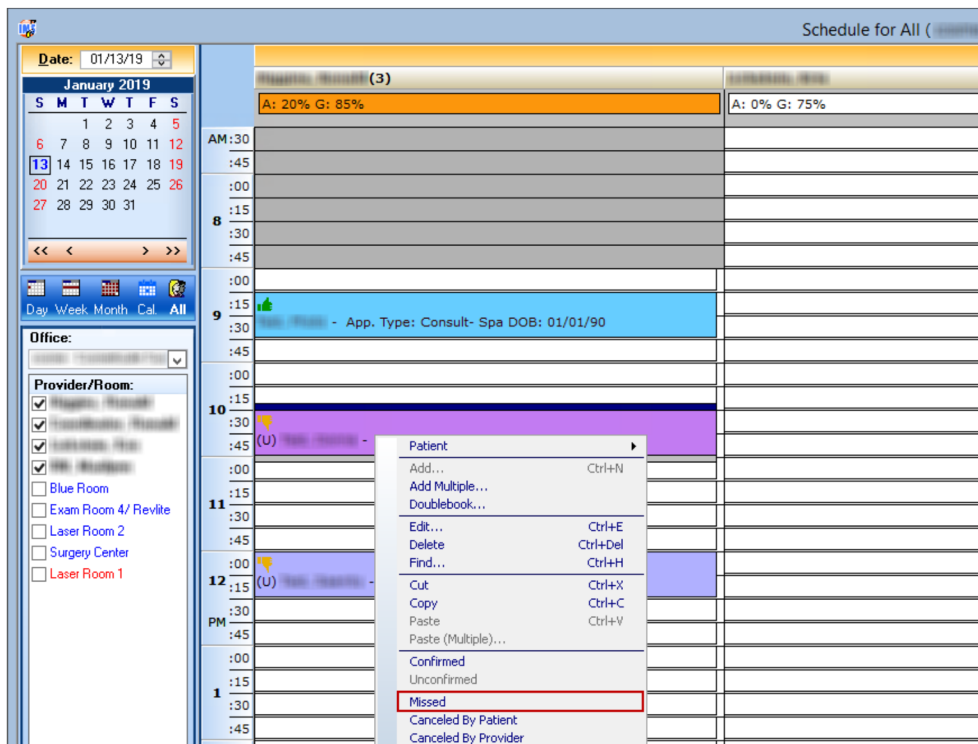 IMS
Schedule for All (
Date: 01/13/19
January 2019
S M T W T F S
1 2 3 4 5
6 7 8 9 10 11 12
13 14 15 16 17 18 19
20 21 22 23 24 25 26
27 28 29 30 31
<< < > >>
Day Week Month Cal. All
Office:
Provider/Room:
Blue Room
Exam Room 4/ Revlite
Laser Room 2
Surgery Center
Laser Room 1
(3)
A: 20% G: 85%
A: 0% G: 75%
AM :30
:45
:00
8 :15
:30
:45
:00
9 :15
:30
- App. Type: Consult- Spa DOB: 01/01/90
:45
:00
10 :15
:30
:45
(U) -
:00
11 :15
:30
:45
:00
12 :15
(U) -
:30
PM :45
:00
1 :15
:30
:45
Patient
Add... Ctrl+N
Add Multiple...
Doublebook...
Edit... Ctrl+E
Delete Ctrl+Del
Find... Ctrl+H
Cut Ctrl+X
Copy Ctrl+C
Paste Ctrl+V
Paste (Multiple)...
Confirmed
Unconfirmed
Missed
Canceled By Patient
Canceled By Provider